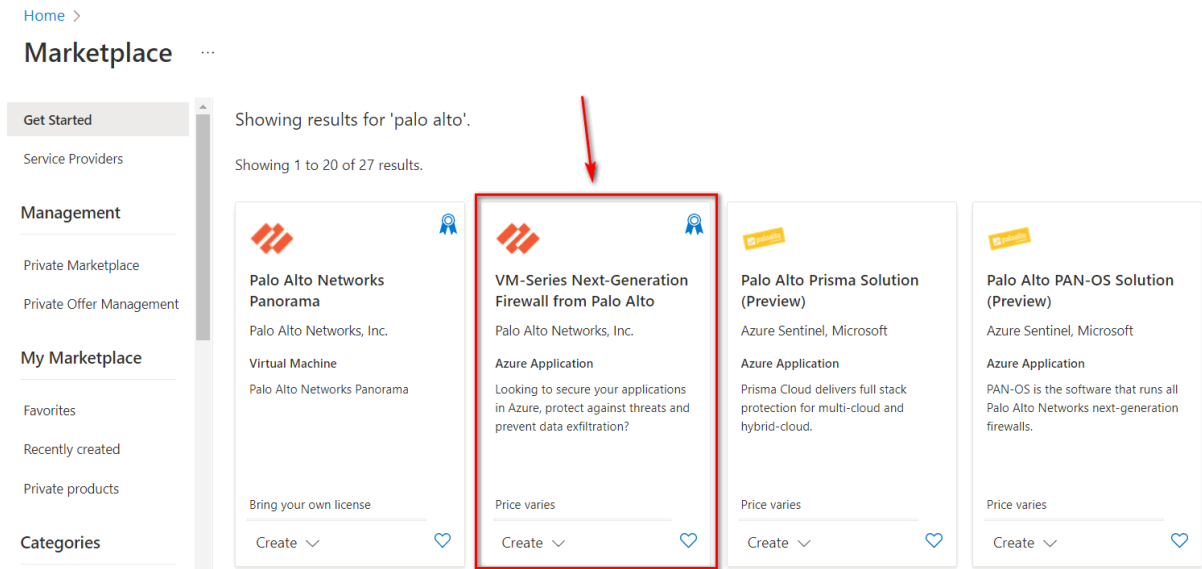 Home >
Marketplace ...
Get Started
Service Providers
Management
Private Marketplace
Private Offer Management
My Marketplace
Favorites
Recently created
Private products
Categories
Showing results for 'palo alto'.
Showing 1 to 20 of 27 results.
Palo Alto Networks
Panorama
Palo Alto Networks, Inc.
Virtual Machine
Palo Alto Networks Panorama
Bring your own license
Create
VM-Series Next-Generation
Firewall from Palo Alto
Palo Alto Networks, Inc.
Azure Application
Looking to secure your applications
in Azure, protect against threats and
prevent data exfiltration?
Price varies
Create
paloalto
Palo Alto Prisma Solution
(Preview)
Azure Sentinel, Microsoft
Azure Application
Prisma Cloud delivers full stack
protection for multi-cloud and
hybrid-cloud.
Price varies
Create
paloalto
Palo Alto PAN-OS Solution
(Preview)
Azure Sentinel, Microsoft
Azure Application
PAN-OS is the software that runs all
Palo Alto Networks next-generation
firewalls.
Price varies
Create